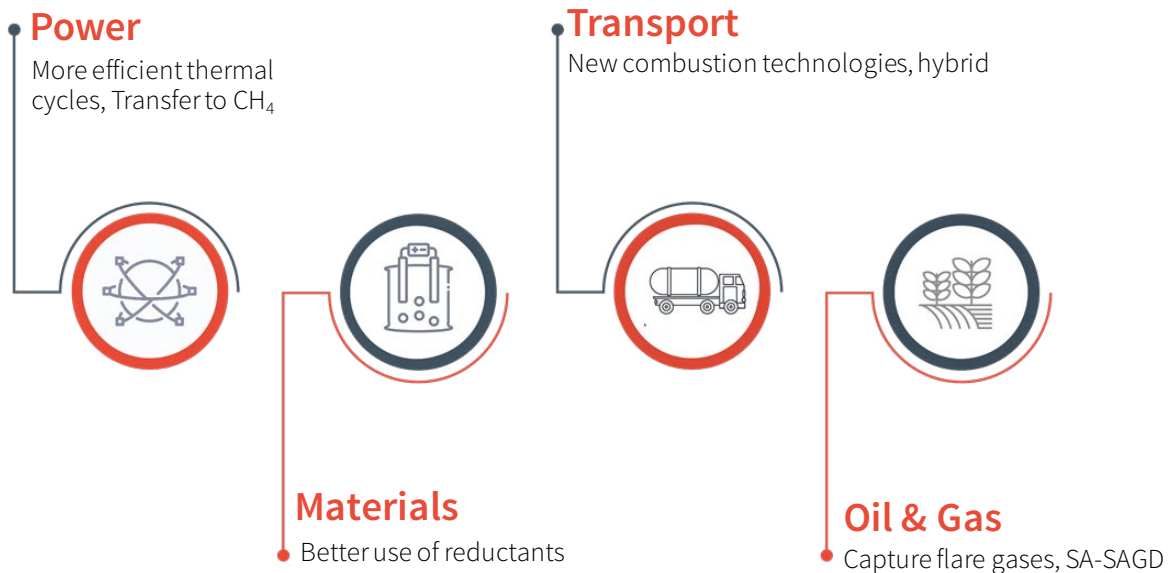 Power
More efficient thermal
cycles, Transfer to CH₄
Transport
New combustion technologies, hybrid
Materials
Better use of reductants
Oil & Gas
Capture flare gases, SA-SAGD